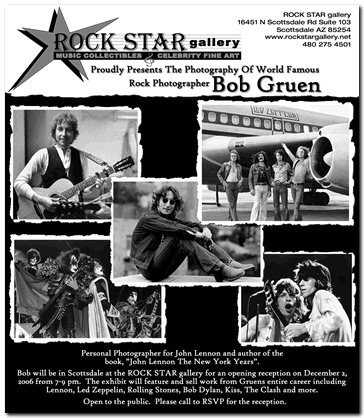 ROCK STAR gallery
16451 N Scottsdale Rd Suite 103
Scottsdale AZ 85254
www.rockstargallery.net
480 275 4501
ROCK STAR gallery
MUSIC COLLECTIBLES & CELEBRITY FINE ART
Proudly Presents The Photography Of World Famous
Rock Photographer Bob Gruen
LED ZEPPELIN
Personal Photographer for John Lennon and author of the
book, "John Lennon The New York Years".
Bob will be in Scottsdale at the ROCK STAR gallery for an opening reception on December 2,
2006 from 7-9 pm. The exhibit will feature and sell work from Gruens entire career including
Lennon, Led Zeppelin, Rolling Stones, Bob Dylan, Kiss, The Clash and more.
Open to the public. Please call to RSVP for the reception.